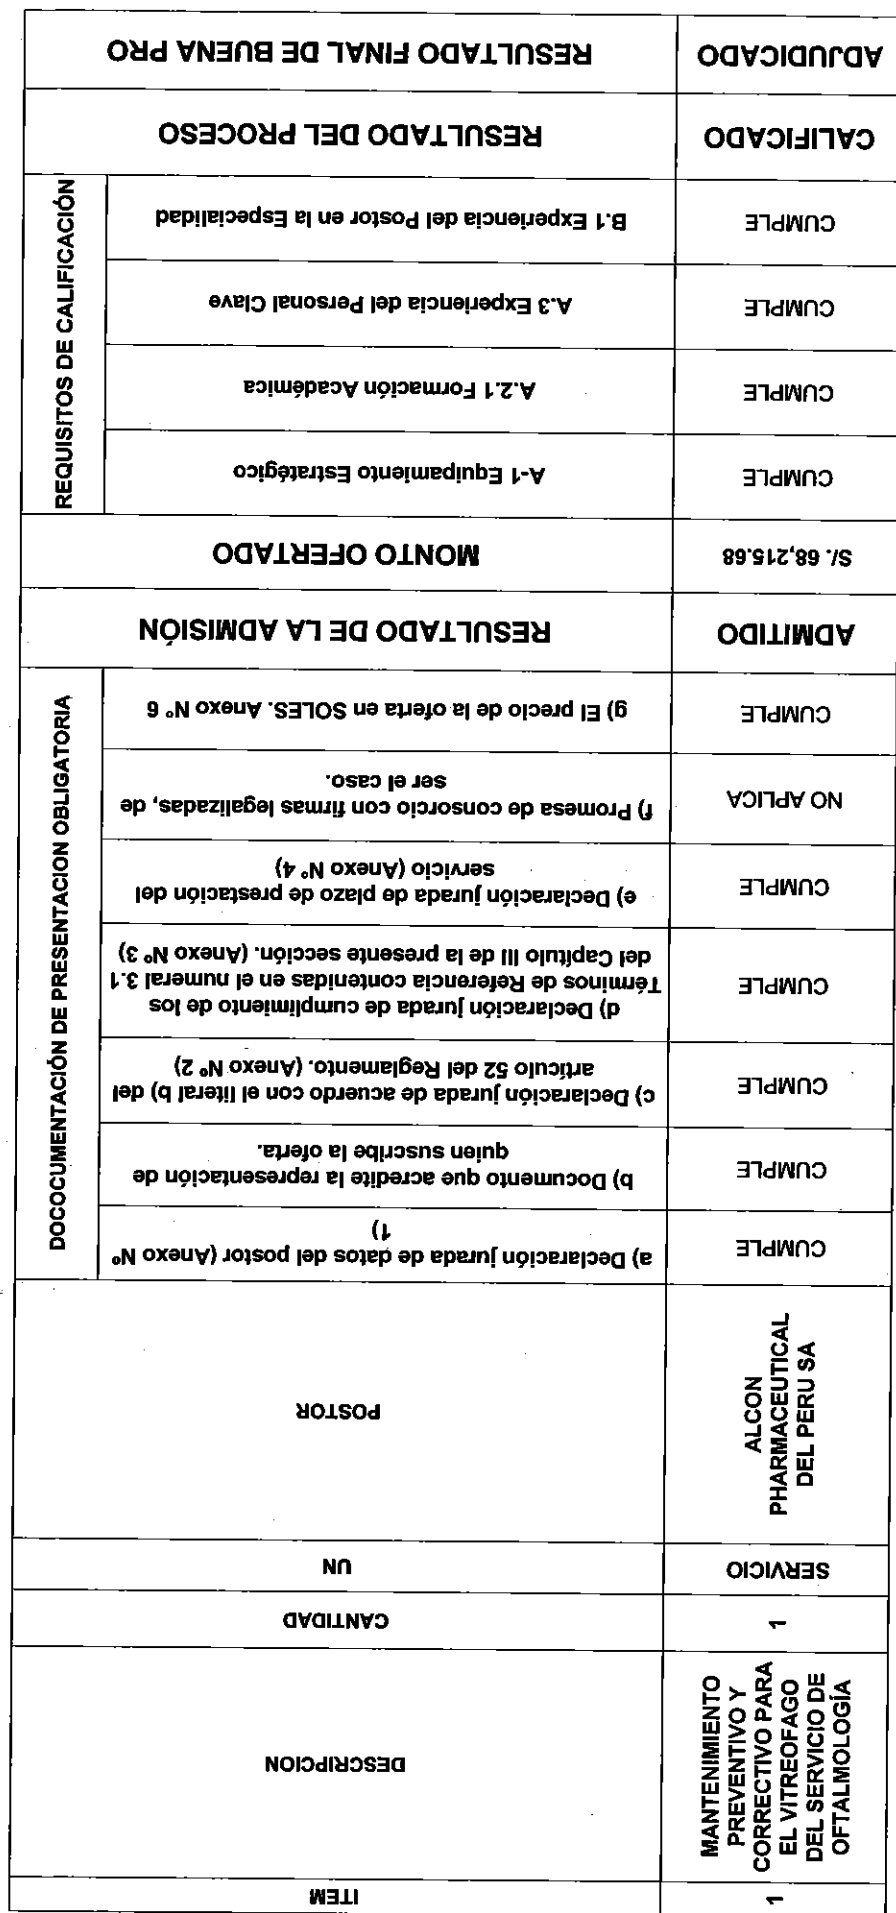 ITEM
1
DESCRIPCION
MANTENIMIENTO
PREVENTIVO Y
CORRECTIVO PARA
EL VITREOFAGO
DEL SERVICIO DE
OFTALMOLOGÍA
CANTIDAD
1
UN
SERVICIO
POSTOR
ALCON
PHARMACEUTICAL
DEL PERU SA
DOCOCUMENTACIÓN DE PRESENTACION OBLIGATORIA
a) Declaración jurada de datos del postor (Anexo Nº
1)
CUMPLE
b) Documento que acredite la representación de
quien suscribe la oferta.
CUMPLE
c) Declaración jurada de acuerdo con el literal b) del
artículo 52 del Reglamento. (Anexo Nº 2)
CUMPLE
d) Declaración jurada de cumplimiento de los
Términos de Referencia contenidas en el numeral 3.1
del Capítulo III de la presente sección. (Anexo Nº 3)
CUMPLE
e) Declaración jurada de plazo de prestación del
servicio (Anexo Nº 4)
CUMPLE
f) Promesa de consorcio con firmas legalizadas, de
ser el caso.
NO APLICA
g) El precio de la oferta en SOLES. Anexo Nº 6
CUMPLE
RESULTADO DE LA ADMISIÓN
ADMITIDO
MONTO OFERTADO
S/. 68,215.68
REQUISITOS DE CALIFICACIÓN
A-1 Equipamiento Estratégico
CUMPLE
A.2.1 Formación Académica
CUMPLE
A.3 Experiencia del Personal Clave
CUMPLE
B.1 Experiencia del Postor en la Especialidad
CUMPLE
RESULTADO DEL PROCESO
CALIFICADO
RESULTADO FINAL DE BUENA PRO
ADJUDICADO